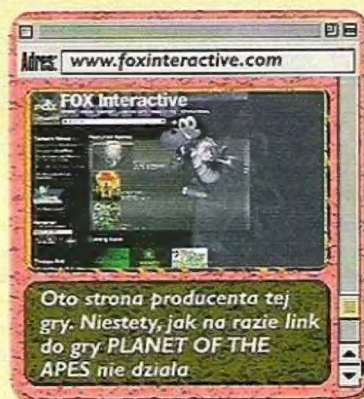 Adres: www.foxinteractive.com
FOX Interactive
Oto strona producenta tej
gry. Niestety, jak na razie link
do gry PLANET OF THE
APES nie działa